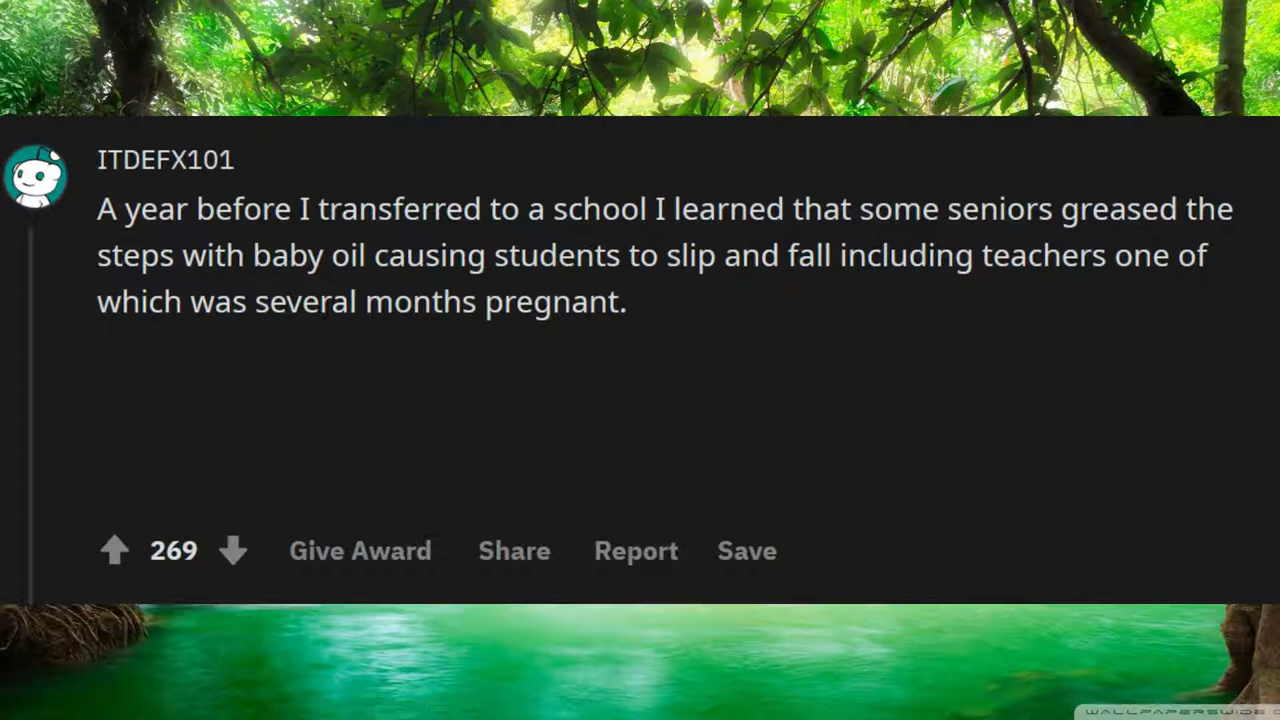 ITDEFX101
A year before I transferred to a school I learned that some seniors greased the
steps with baby oil causing students to slip and fall including teachers one of
which was several months pregnant.
269 Give Award Share Report Save
WALLPAPERSWIDE.C